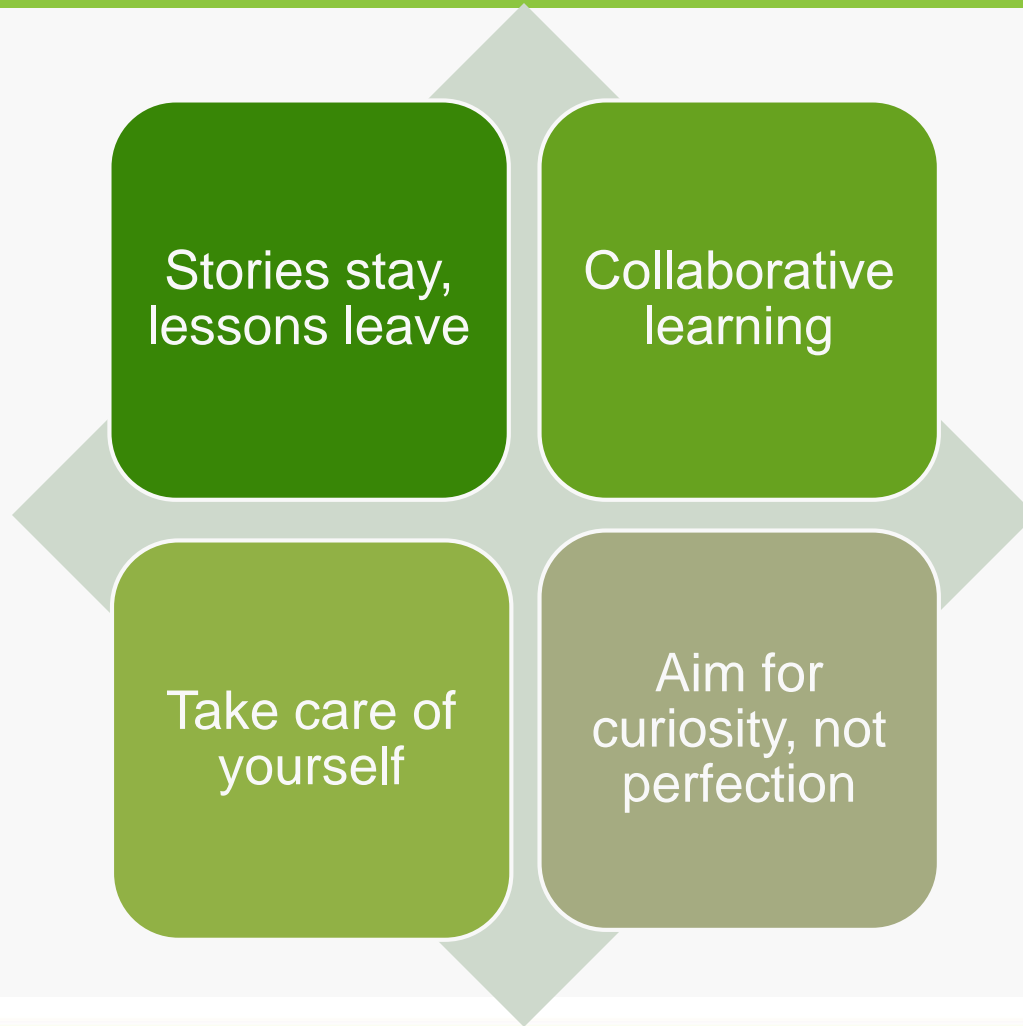 Stories stay,
lessons leave
Collaborative
learning
Take care of
yourself
Aim for
curiosity, not
perfection